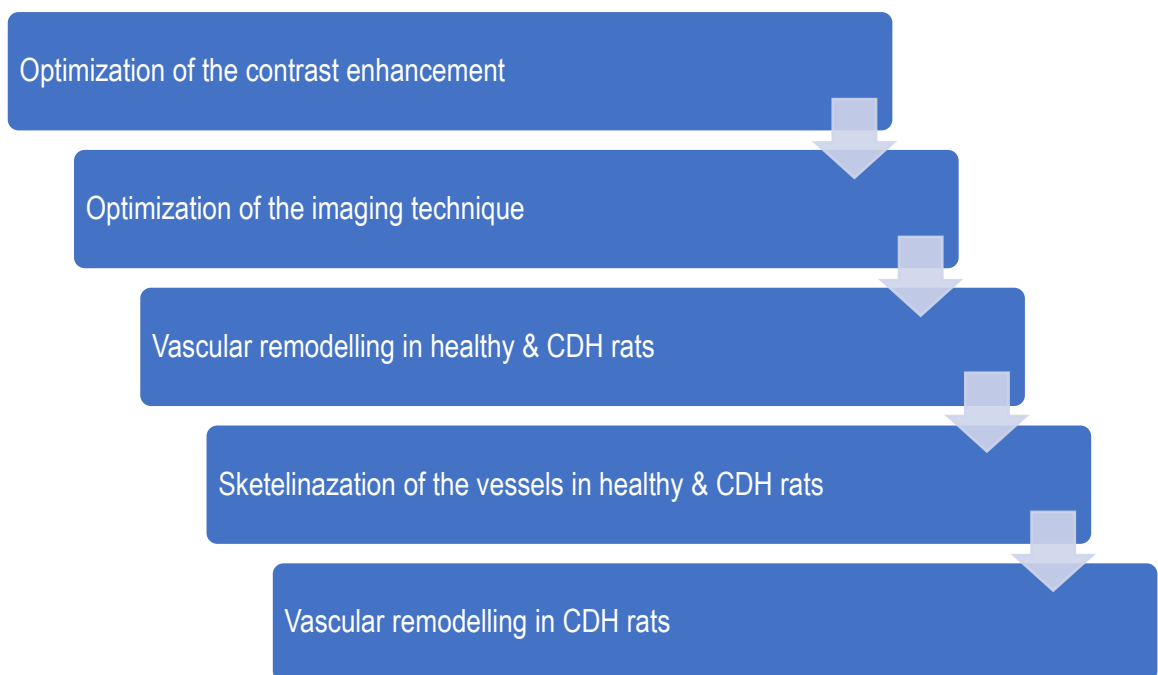 Optimization of the contrast enhancement
Optimization of the imaging technique
Vascular remodelling in healthy & CDH rats
Sketelinazation of the vessels in healthy & CDH rats
Vascular remodelling in CDH rats